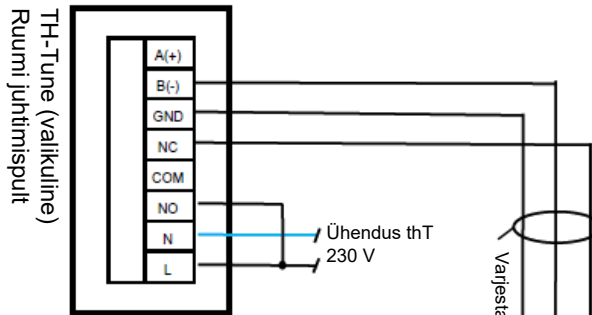 TH-Tune (valikuline)
Ruumi juhtimispult
A(+)
B(-)
GND
NC
COM
NO
N
L
Ühendus thT
230 V